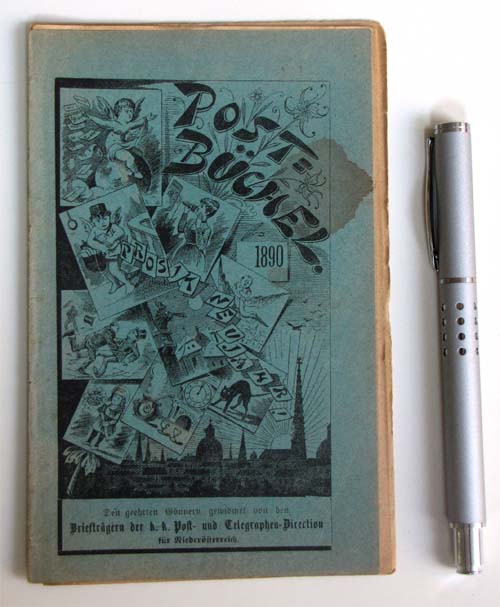 POST=
BÜCHEL.
1890
PROSIT
NEUJAHR!
Den geehrten Gönnern gewidmet von den
Briefträgern der k. k. Post- und Telegraphen-Direction
für Niederösterreich.